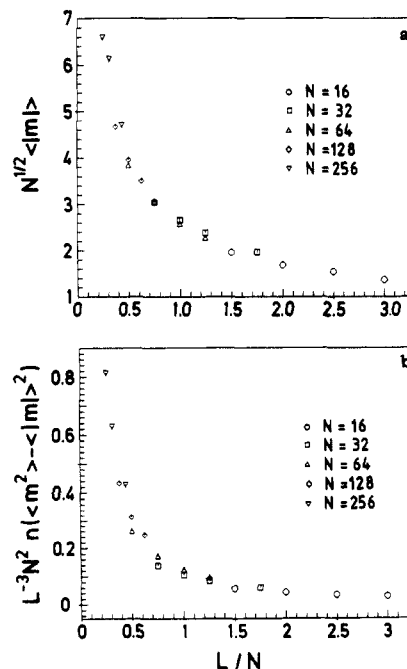 a
7
6
5
4
3
2
1
N^{1/2} <|m|>
○ N = 16
□ N = 32
△ N = 64
◇ N =128
▽ N =256
0.0 0.5 1.0 1.5 2.0 2.5 3.0
b
0.8
0.4
0.2
0
L^{-3}N^2 n(<m^2>-<|m|>^2)
○ N = 16
□ N = 32
△ N = 64
◇ N =128
▽ N =256
0 0.5 1 1.5 2 2.5 3
L / N